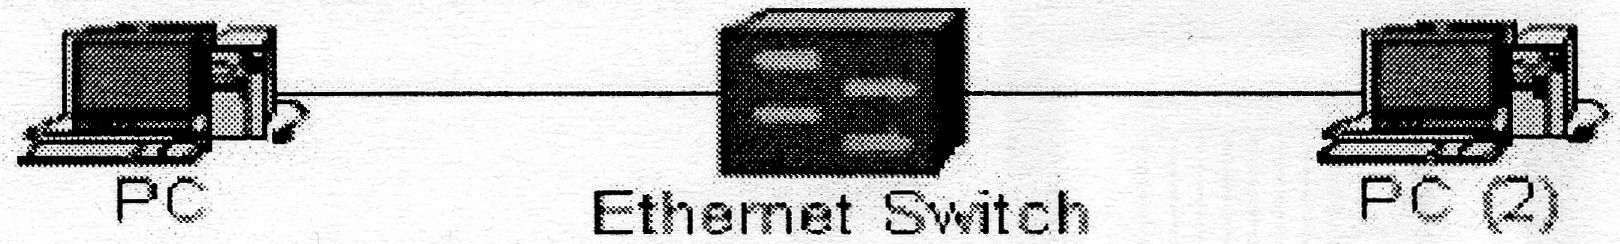 PC
Ethernet Switch
PC (2)